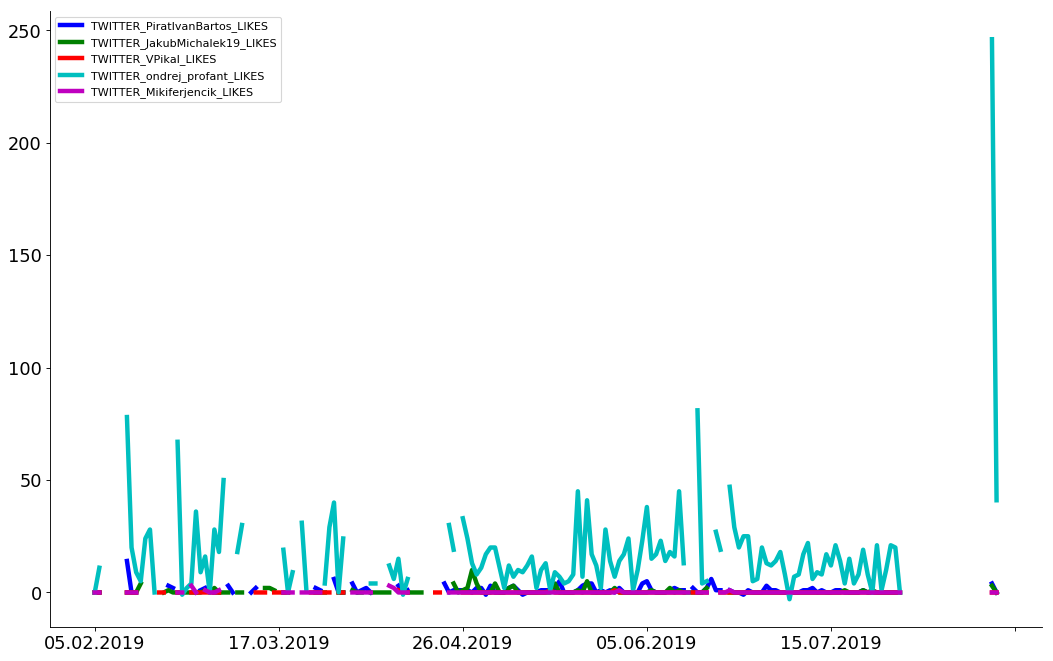 250
200
150
100
50
0
TWITTER_PiratIvanBartos_LIKES
TWITTER_JakubMichalek19_LIKES
TWITTER_VPikal_LIKES
TWITTER_ondrej_profant_LIKES
TWITTER_Mikiferjencik_LIKES
05.02.2019 17.03.2019 26.04.2019 05.06.2019 15.07.2019